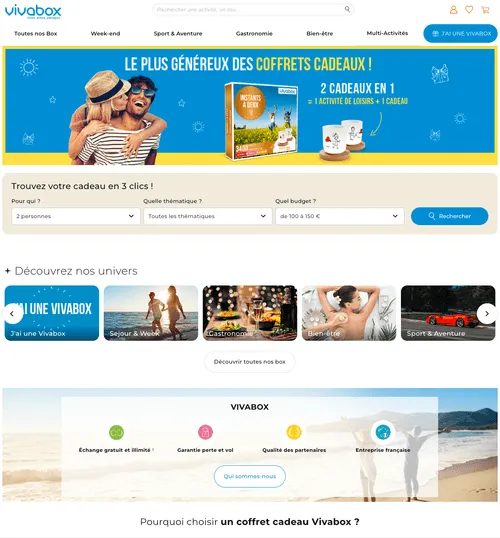 vivabox
Rechercher une activité, un lieu,
Toutes nos Box
Week-end
Sport & Aventure
Gastronomie
Bien-être
Multi-Activités
J'AI UNE VIVABOX
LE PLUS GÉNÉREUX DES COFFRETS CADEAUX !
2 CADEAUX EN 1
= 1 ACTIVITÉ DE LOISIRS + 1 CADEAU
vivabox
INSTANTS
À DEUX
Trouvez votre cadeau en 3 clics !
Pour qui ?
Quelle thématique ?
Quel budget ?
2 personnes
Toutes les thématiques
de 100 à 150 €
Rechercher
+ Découvrez nos univers
J'AI UNE VIVABOX
J'ai une Vivabox
Séjour & Week
Gastronomie
Bien-être
Sport & Aventure
Découvrir toutes nos box
VIVABOX
Échange gratuit et illimité ¹
Garantie perte et vol
Qualité des partenaires
Entreprise française
Qui sommes-nous
Pourquoi choisir un coffret cadeau Vivabox ?